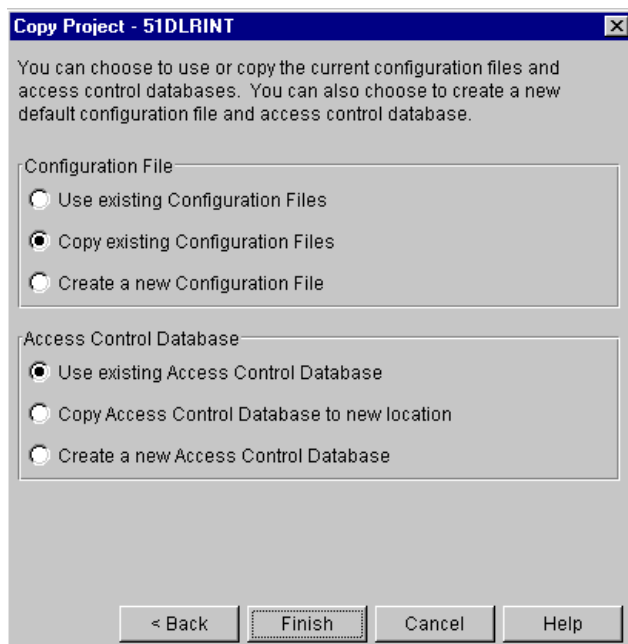 Copy Project - 51DLRINT
You can choose to use or copy the current configuration files and
access control databases. You can also choose to create a new
default configuration file and access control database.
Configuration File
Use existing Configuration Files
Copy existing Configuration Files
Create a new Configuration File
Access Control Database
Use existing Access Control Database
Copy Access Control Database to new location
Create a new Access Control Database
< Back Finish Cancel Help